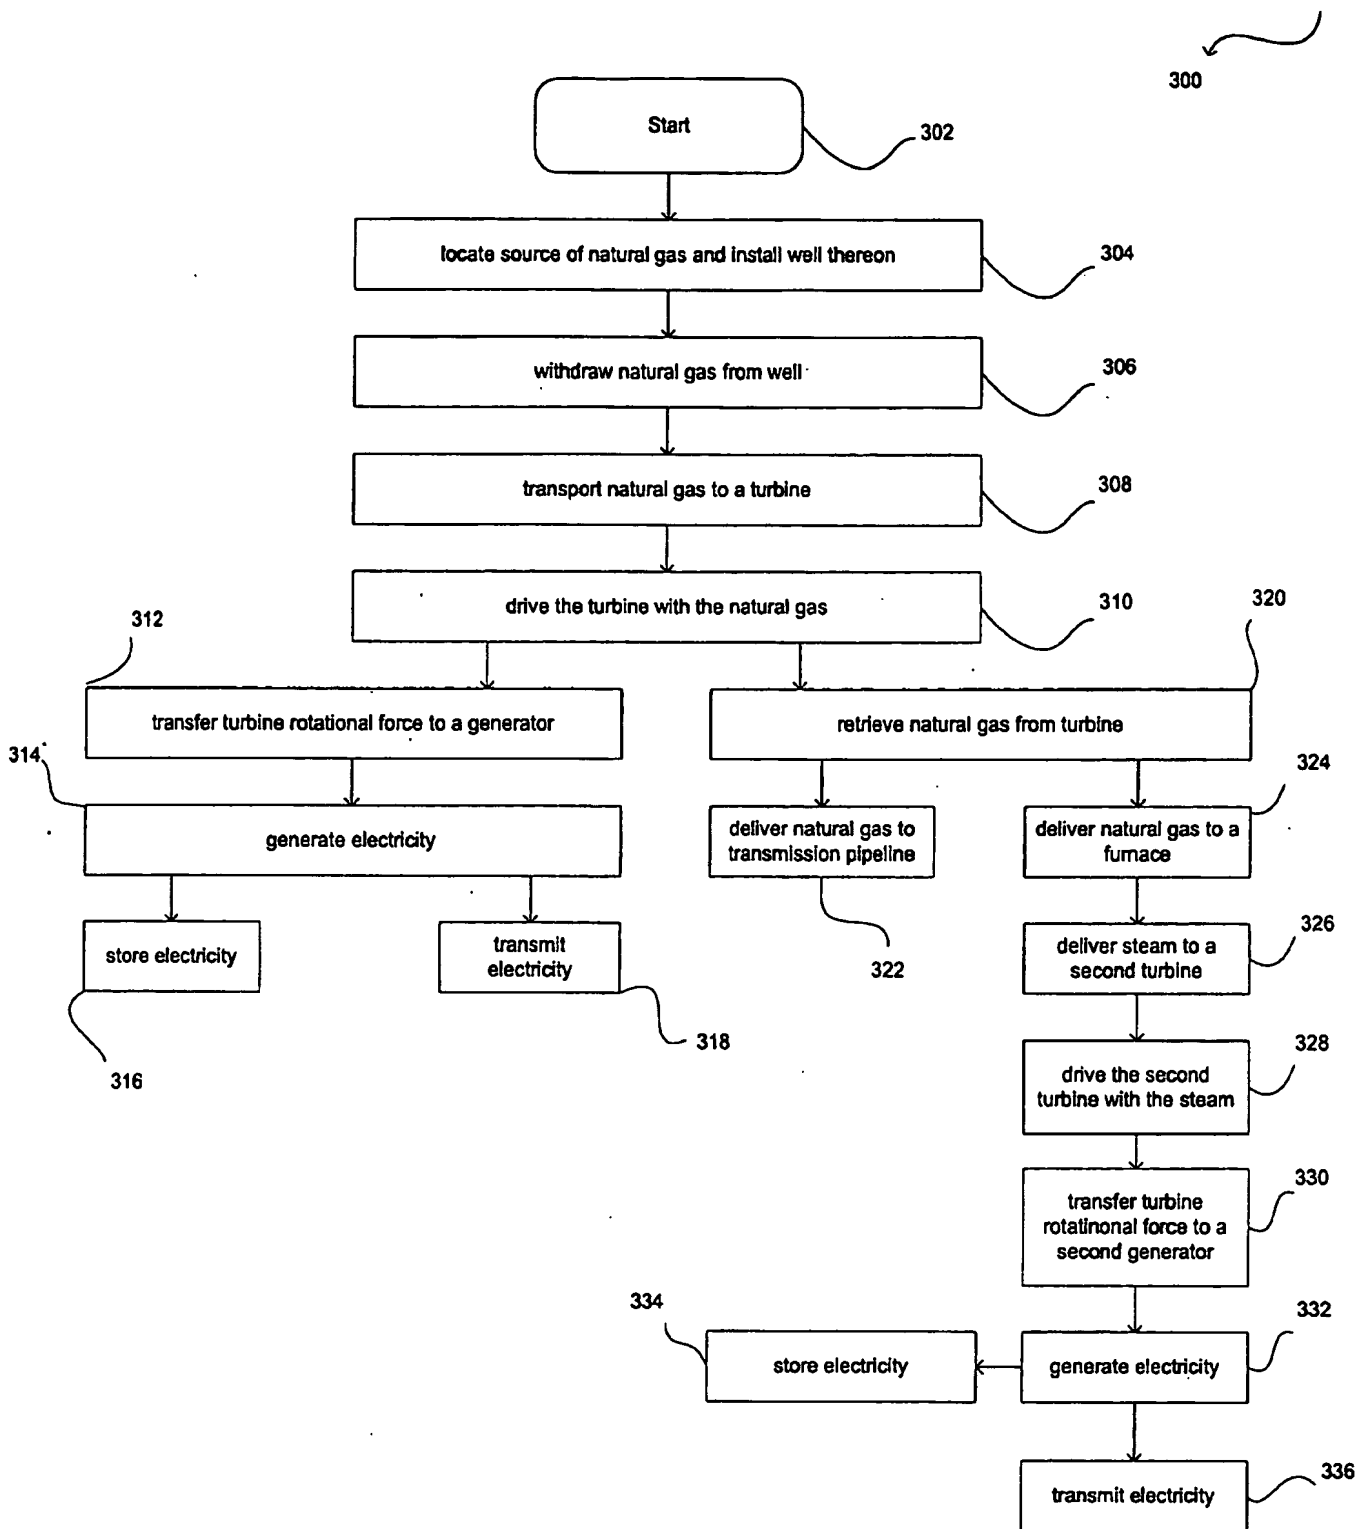 300
Start
302
locate source of natural gas and install well thereon
304
withdraw natural gas from well
306
transport natural gas to a turbine
308
drive the turbine with the natural gas
310
312
320
transfer turbine rotational force to a generator
retrieve natural gas from turbine
314
324
generate electricity
deliver natural gas to
transmission pipeline
deliver natural gas to a
furnace
322
326
store electricity
transmit
electricity
deliver steam to a
second turbine
316
318
328
drive the second
turbine with the steam
330
transfer turbine
rotatinonal force to a
second generator
334
332
store electricity
generate electricity
336
transmit electricity